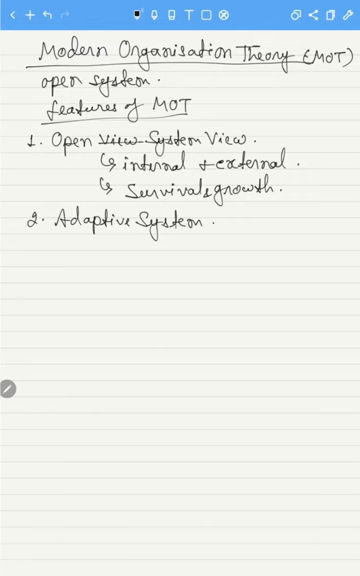 Modern Organisation Theory (MOT)
open system.
features of MOT
1. Open View System View.
↳ internal + external.
↳ Survival & growth.
2. Adaptive System.